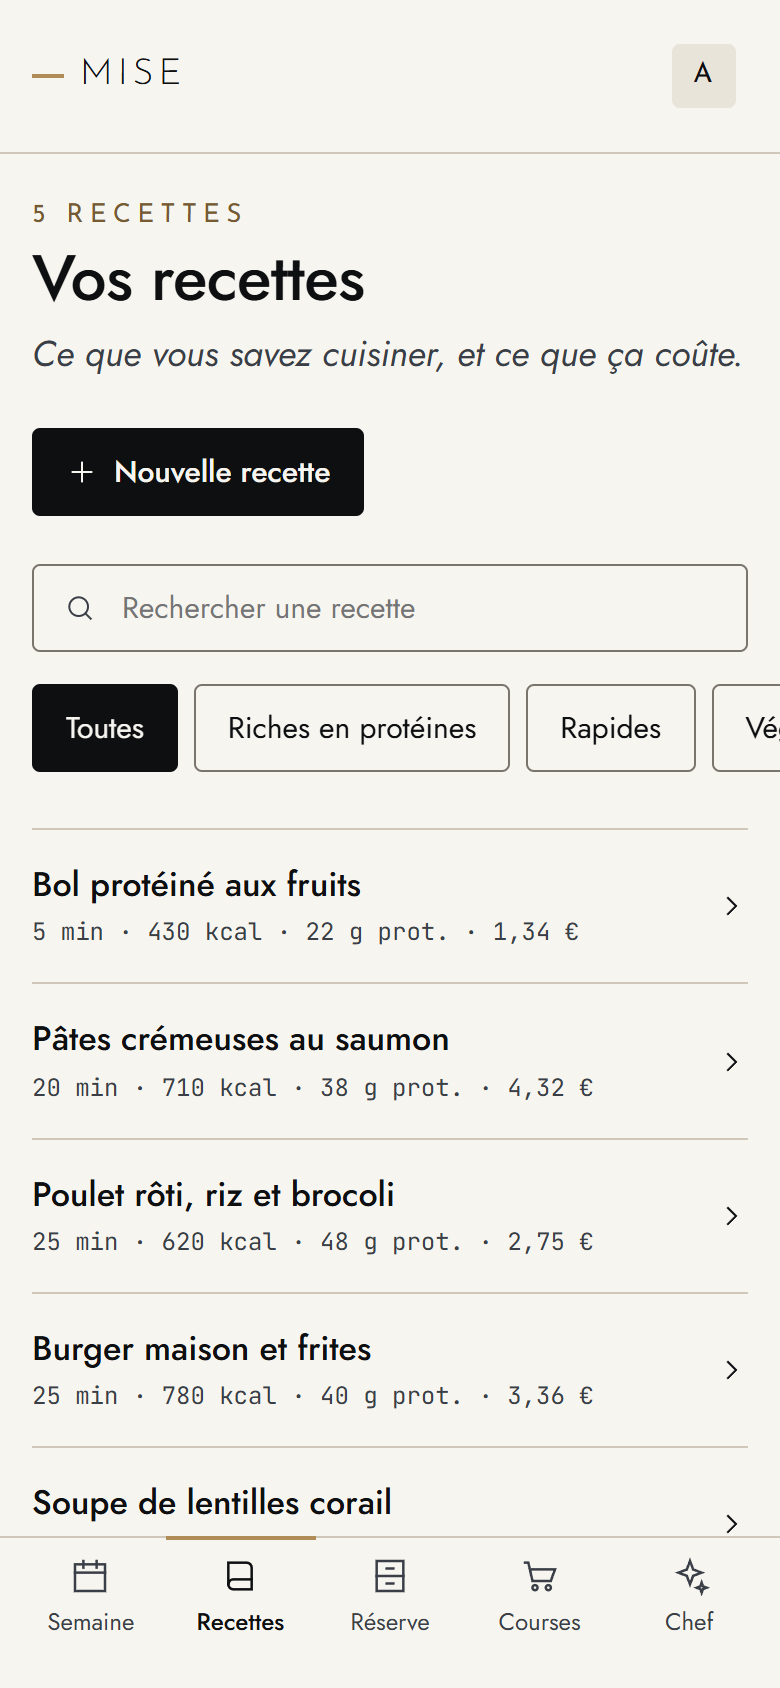 MISE
A
5 RECETTES
Vos recettes
Ce que vous savez cuisiner, et ce que ça coûte.
+ Nouvelle recette
Rechercher une recette
Toutes
Riches en protéines
Rapides
Bol protéiné aux fruits
5 min · 430 kcal · 22 g prot. · 1,34 €
Pâtes crémeuses au saumon
20 min · 710 kcal · 38 g prot. · 4,32 €
Poulet rôti, riz et brocoli
25 min · 620 kcal · 48 g prot. · 2,75 €
Burger maison et frites
25 min · 780 kcal · 40 g prot. · 3,36 €
Soupe de lentilles corail
Semaine
Recettes
Réserve
Courses
Chef